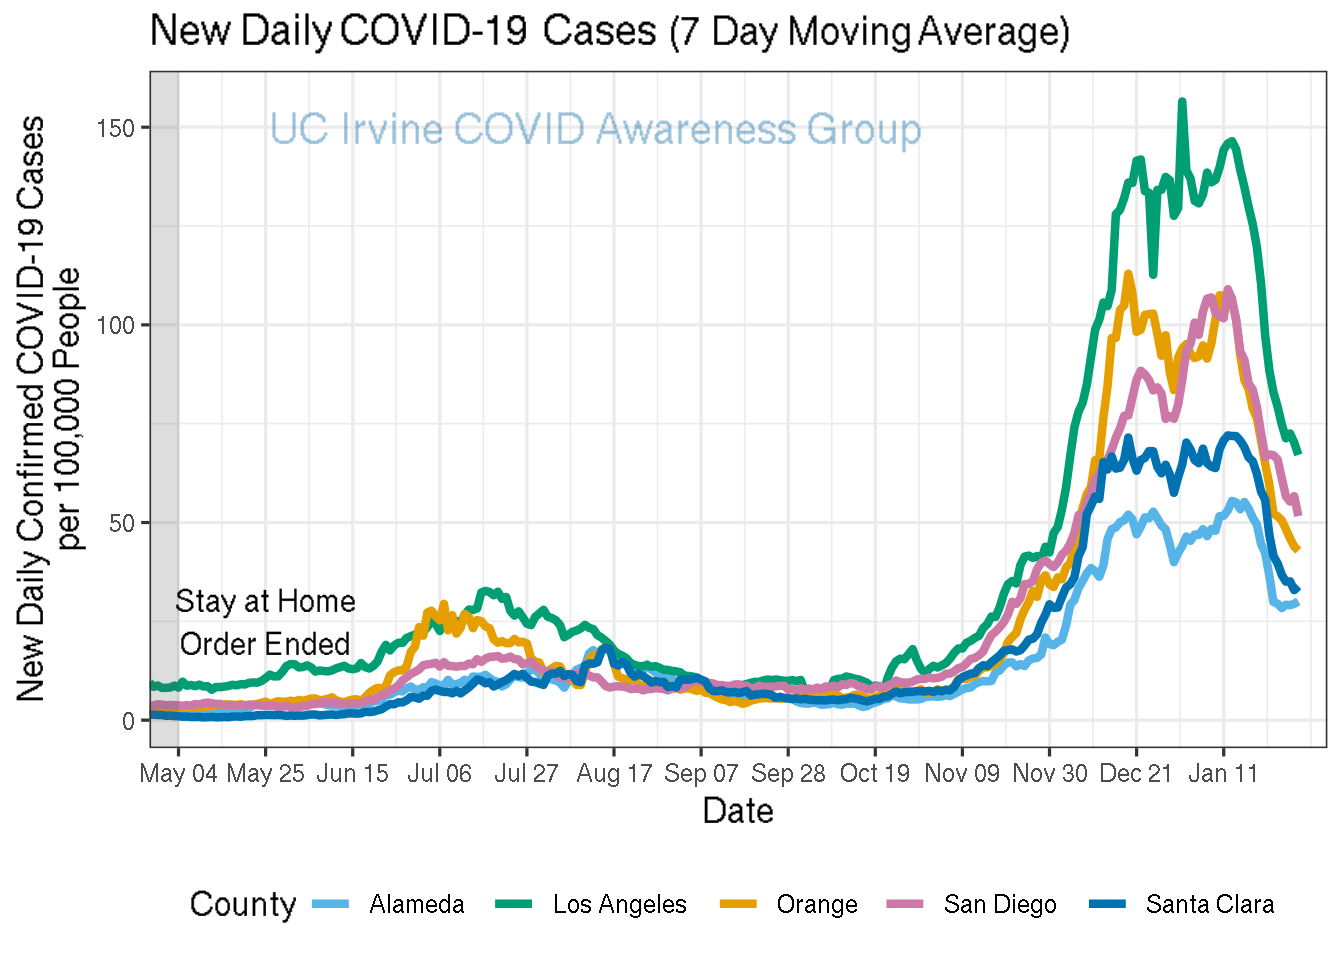 New Daily COVID-19 Cases (7 Day Moving Average)
UC Irvine COVID Awareness Group
New Daily Confirmed COVID-19 Cases
per 100,000 People
150
100
50
0
Stay at Home
Order Ended
May 04 May 25 Jun 15 Jul 06 Jul 27 Aug 17 Sep 07 Sep 28 Oct 19 Nov 09 Nov 30 Dec 21 Jan 11
Date
County Alameda Los Angeles Orange San Diego Santa Clara